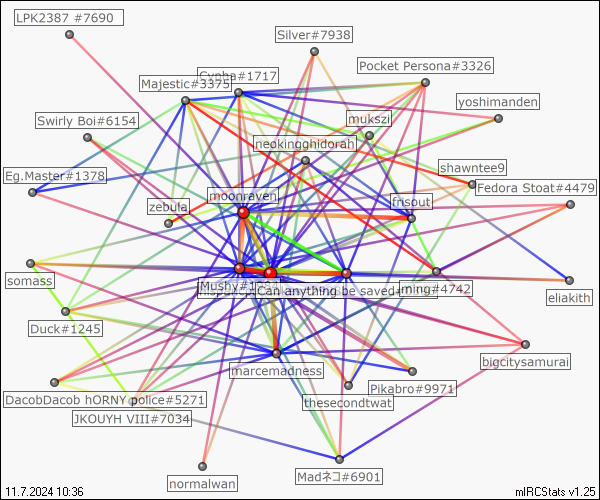 LPK2387 #7690
Silver#7938
Cypha#1717
Majestic#3375
Pocket Persona#3326
yoshimanden
Swirly Boi#6154
mukszi
neokingghidorah
shawntee9
Eg.Master#1378
Fedora Stoat#4479
moonraven
frisout
zebula
somass
Mushy#
Can anything be saved
ming#4742
eliakith
Duck#1245
bigcitysamurai
marcemadness
DacobDacob hORNY police#5271
thesecondtwat
Pikabro#9971
JKOUYH VIII#7034
normalwan
Madネコ#6901
11.7.2024 10:36
mIRCStats v1.25